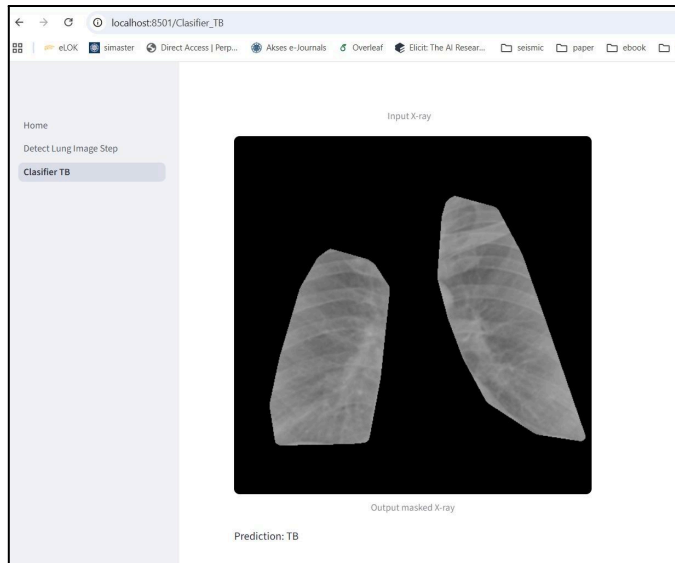 localhost:8501/Clasifier_TB
eLOK simaster Direct Access | Perp... Akses e-Journals Overleaf Elicit: The AI Resear... seismic paper ebook
Input X-ray
Home
Detect Lung Image Step
Clasifier TB
Output masked X-ray
Prediction: TB